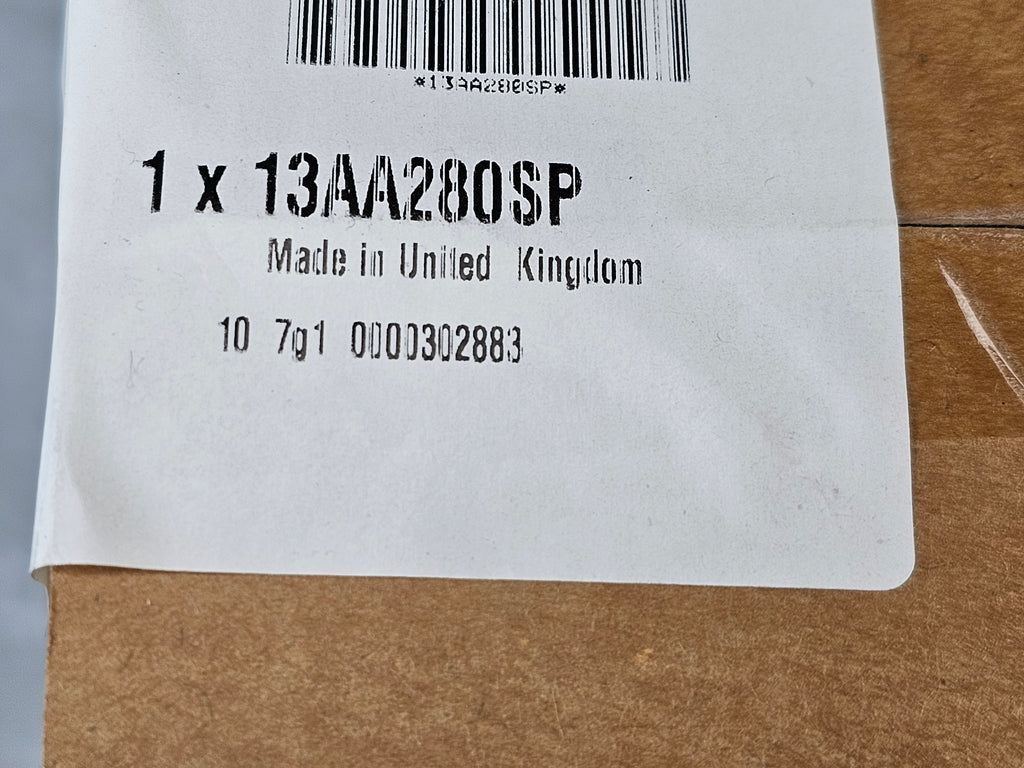 *13AA280SP*
1 x 13AA280SP
Made in United Kingdom
10 7g1 0000302883